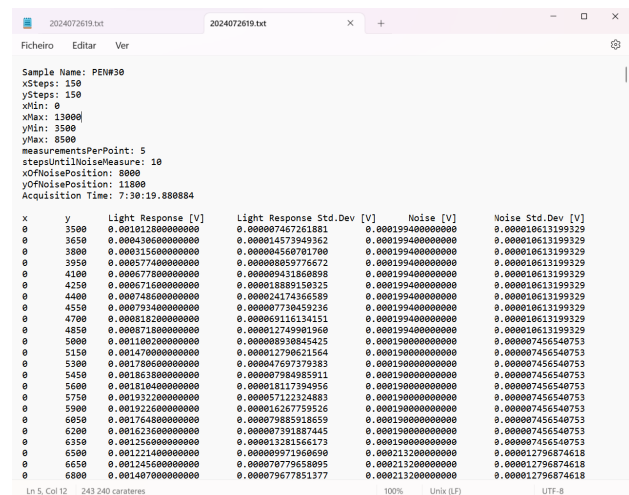 2024072619.txt 2024072619.txt
Ficheiro Editar Ver
Sample Name: PEN#30
xSteps: 150
ySteps: 150
xMin: 0
xMax: 13000
yMin: 3500
yMax: 8500
measurementsPerPoint: 5
stepsUntilNoiseMeasure: 10
xOfNoisePosition: 8000
yOfNoisePosition: 11800
Acquisition Time: 7:30:19.880884
x y Light Response [V] Light Response Std.Dev [V] Noise [V] Noise Std.Dev [V]
0 3500 0.001012800000000 0.000007467261881 0.000199400000000 0.000010613199329
0 3650 0.000430600000000 0.000014573949362 0.000199400000000 0.000010613199329
0 3800 0.000315600000000 0.000004560701700 0.000199400000000 0.000010613199329
0 3950 0.000577400000000 0.000008059776672 0.000199400000000 0.000010613199329
0 4100 0.000677800000000 0.000009431860898 0.000199400000000 0.000010613199329
0 4250 0.000671600000000 0.000018889150325 0.000199400000000 0.000010613199329
0 4400 0.000748600000000 0.000024174366589 0.000199400000000 0.000010613199329
0 4550 0.000793400000000 0.000007730459236 0.000199400000000 0.000010613199329
0 4700 0.000818200000000 0.000069116134151 0.000199400000000 0.000010613199329
0 4850 0.000871800000000 0.000012749901960 0.000199400000000 0.000010613199329
0 5000 0.001100200000000 0.000008930845425 0.000190000000000 0.000007456540753
0 5150 0.001470000000000 0.000012790621564 0.000190000000000 0.000007456540753
0 5300 0.001780600000000 0.000047697379383 0.000190000000000 0.000007456540753
0 5450 0.001863800000000 0.000007984985911 0.000190000000000 0.000007456540753
0 5600 0.001810400000000 0.000018117394956 0.000190000000000 0.000007456540753
0 5750 0.001932200000000 0.000057122324883 0.000190000000000 0.000007456540753
0 5900 0.001922600000000 0.000016267759526 0.000190000000000 0.000007456540753
0 6050 0.001764800000000 0.000079885918659 0.000190000000000 0.000007456540753
0 6200 0.001623600000000 0.000007391887445 0.000190000000000 0.000007456540753
0 6350 0.001256000000000 0.000013281566173 0.000190000000000 0.000007456540753
0 6500 0.001221400000000 0.000009971960690 0.000213200000000 0.000012796874618
0 6650 0.001245600000000 0.000070779658095 0.000213200000000 0.000012796874618
0 6800 0.001407000000000 0.000079677851377 0.000213200000000 0.000012796874618
Ln 5, Col 12 243 240 carateres 100% Unix (LF) UTF-8